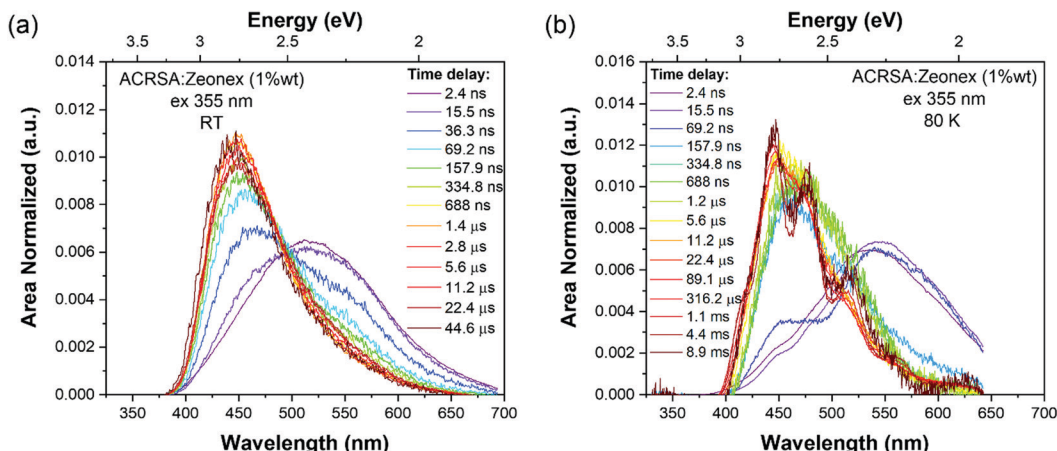 (a)
Energy (eV)
3.5 3 2.5 2
ACRSA:Zeonex (1%wt)
ex 355 nm
RT
Time delay:
2.4 ns
15.5 ns
36.3 ns
69.2 ns
157.9 ns
334.8 ns
688 ns
1.4 μs
2.8 μs
5.6 μs
11.2 μs
22.4 μs
44.6 μs
Area Normalized (a.u.)
0.014
0.012
0.010
0.008
0.006
0.004
0.002
0.000
350 400 450 500 550 600 650 700
Wavelength (nm)
(b)
Energy (eV)
3.5 3 2.5 2
Time delay:
2.4 ns
15.5 ns
69.2 ns
157.9 ns
334.8 ns
688 ns
1.2 μs
5.6 μs
11.2 μs
22.4 μs
89.1 μs
316.2 μs
1.1 ms
4.4 ms
8.9 ms
ACRSA:Zeonex (1%wt)
ex 355 nm
80 K
Area Normalized (a.u.)
0.014
0.012
0.010
0.008
0.006
0.004
0.002
0.000
350 400 450 500 550 600 650 700
Wavelength (nm)